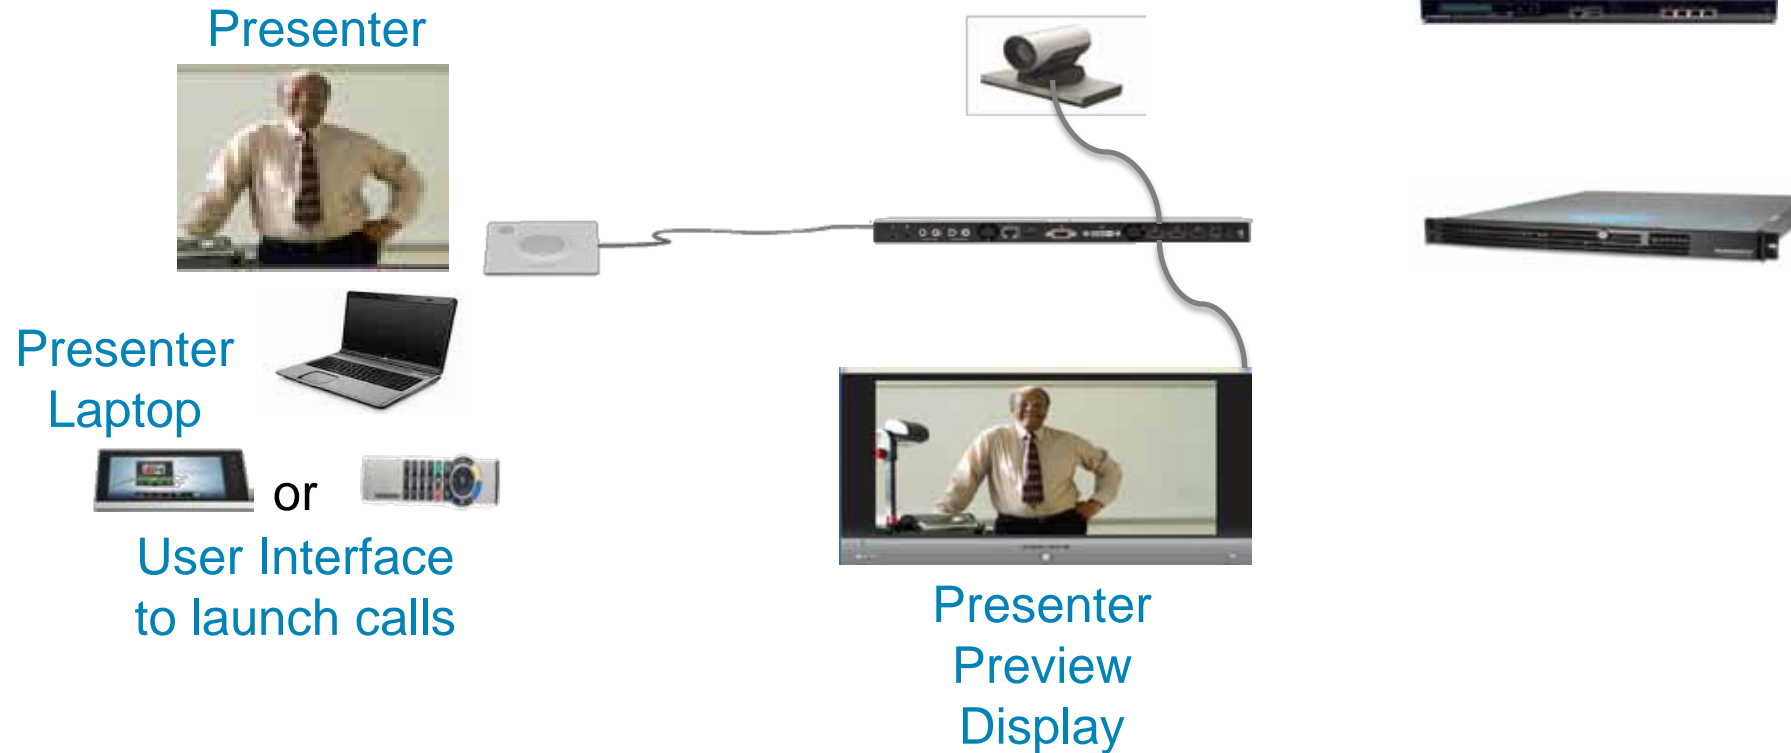 Presenter
Presenter
Laptop
or
User Interface
to launch calls
Presenter
Preview
Display